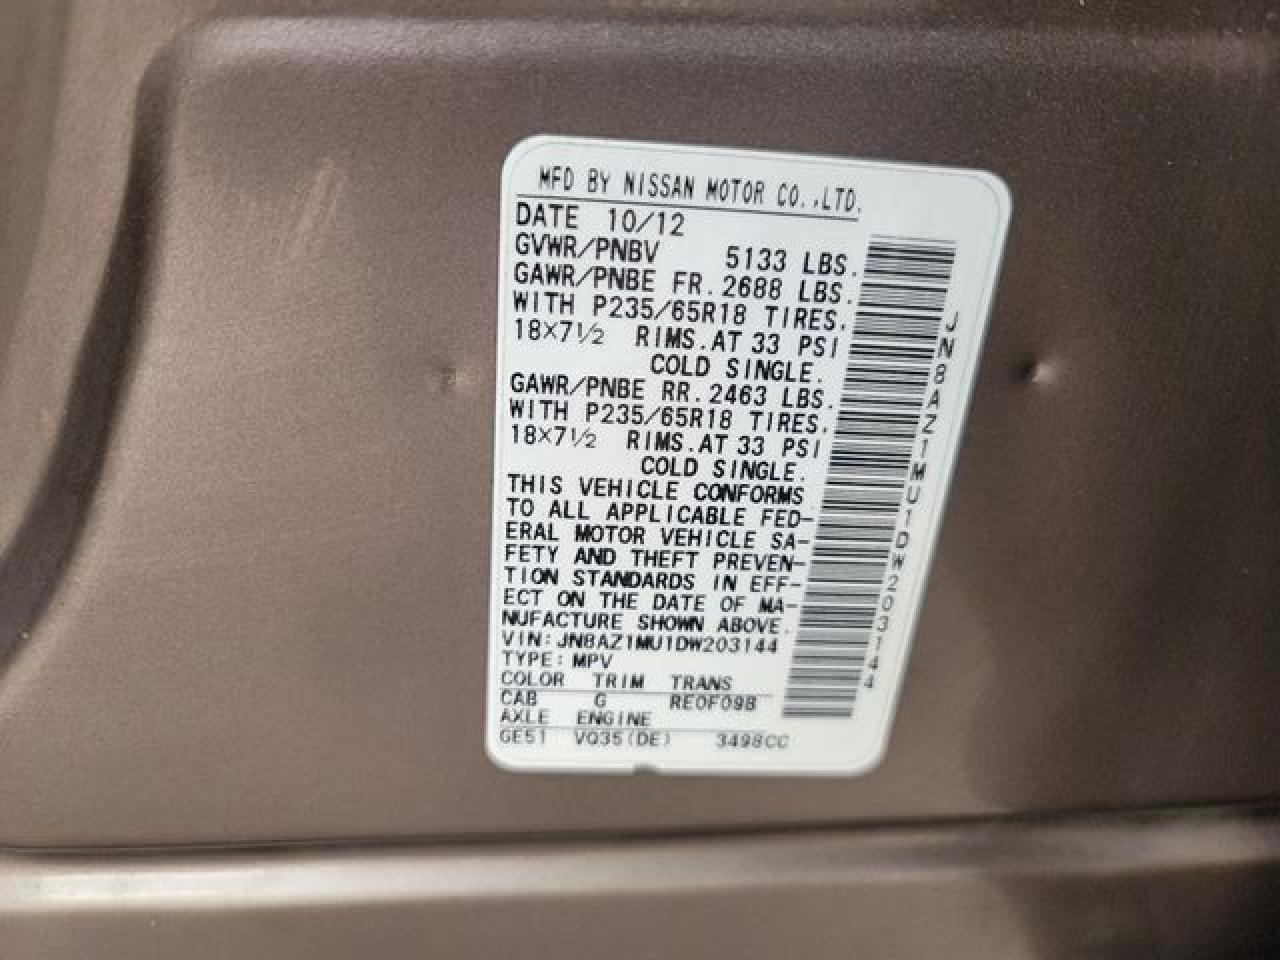 MFD BY NISSAN MOTOR CO.,LTD.
DATE 10/12
GVWR/PNBV 5133 LBS.
GAWR/PNBE FR.2688 LBS.
WITH P235/65R18 TIRES.
18×7½ RIMS.AT 33 PSI
COLD SINGLE.
GAWR/PNBE RR.2463 LBS.
WITH P235/65R18 TIRES.
18×7½ RIMS.AT 33 PSI
COLD SINGLE.
THIS VEHICLE CONFORMS
TO ALL APPLICABLE FED-
ERAL MOTOR VEHICLE SA-
FETY AND THEFT PREVEN-
TION STANDARDS IN EFF-
ECT ON THE DATE OF MA-
NUFACTURE SHOWN ABOVE.
VIN:JN8AZ1MU1DW203144
TYPE:MPV
COLOR TRIM TRANS
CAB G RE0F09B
AXLE ENGINE
GE51 VQ35(DE) 3498CC
JN8AZ1MU1DW203144